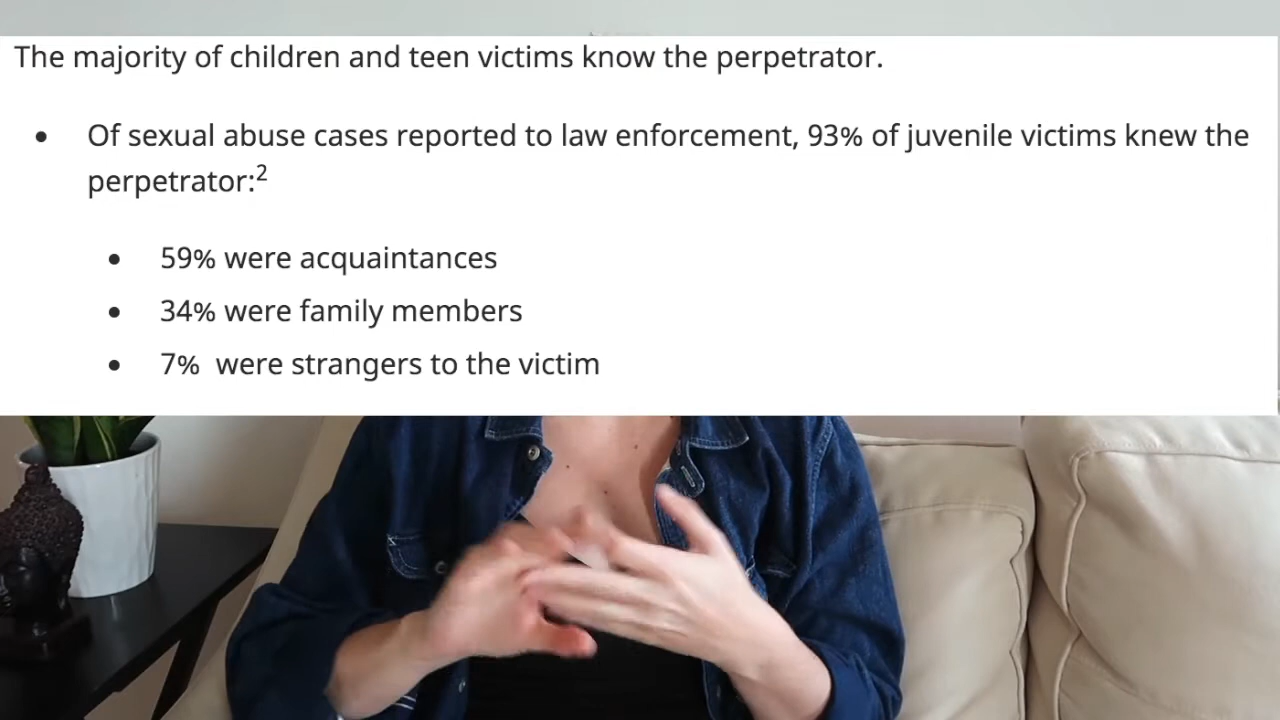 The majority of children and teen victims know the perpetrator.
• Of sexual abuse cases reported to law enforcement, 93% of juvenile victims knew the
perpetrator:²
• 59% were acquaintances
• 34% were family members
• 7%  were strangers to the victim